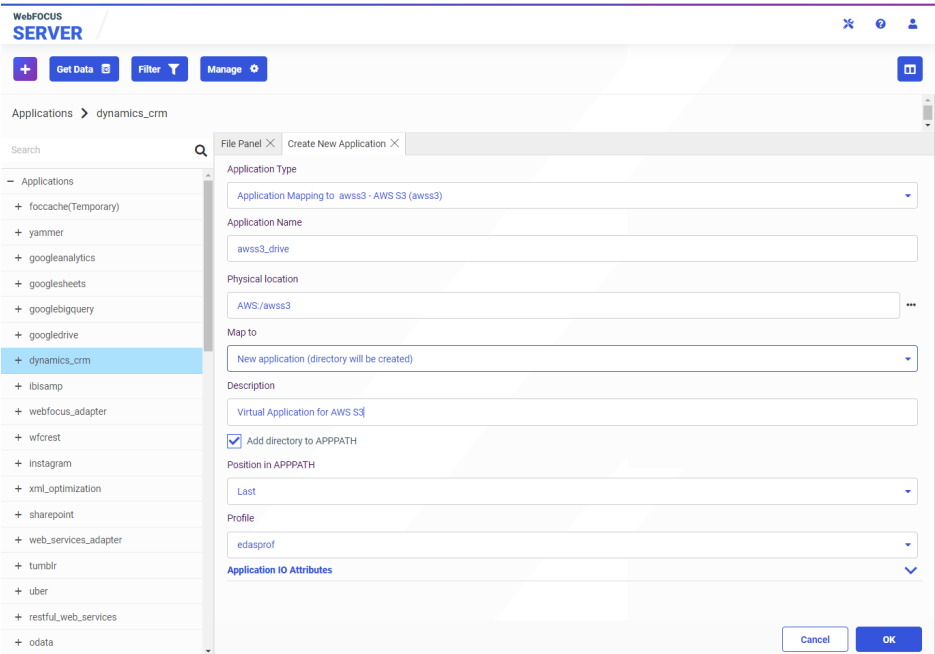 WebFOCUS
SERVER
+ Get Data Filter Manage
Applications > dynamics_crm
Search
File Panel × Create New Application ×
− Applications
+ foccache(Temporary)
+ yammer
+ googleanalytics
+ googlesheets
+ googlebigquery
+ googledrive
+ dynamics_crm
+ ibisamp
+ webfocus_adapter
+ wfcrest
+ instagram
+ xml_optimization
+ sharepoint
+ web_services_adapter
+ tumblr
+ uber
+ restful_web_services
+ odata
Application Type
Application Mapping to awss3 - AWS S3 (awss3)
Application Name
awss3_drive
Physical location
AWS:/awss3 •••
Map to
New application (directory will be created)
Description
Virtual Application for AWS S3
Add directory to APPPATH
Position in APPPATH
Last
Profile
edasprof
Application IO Attributes
Cancel OK